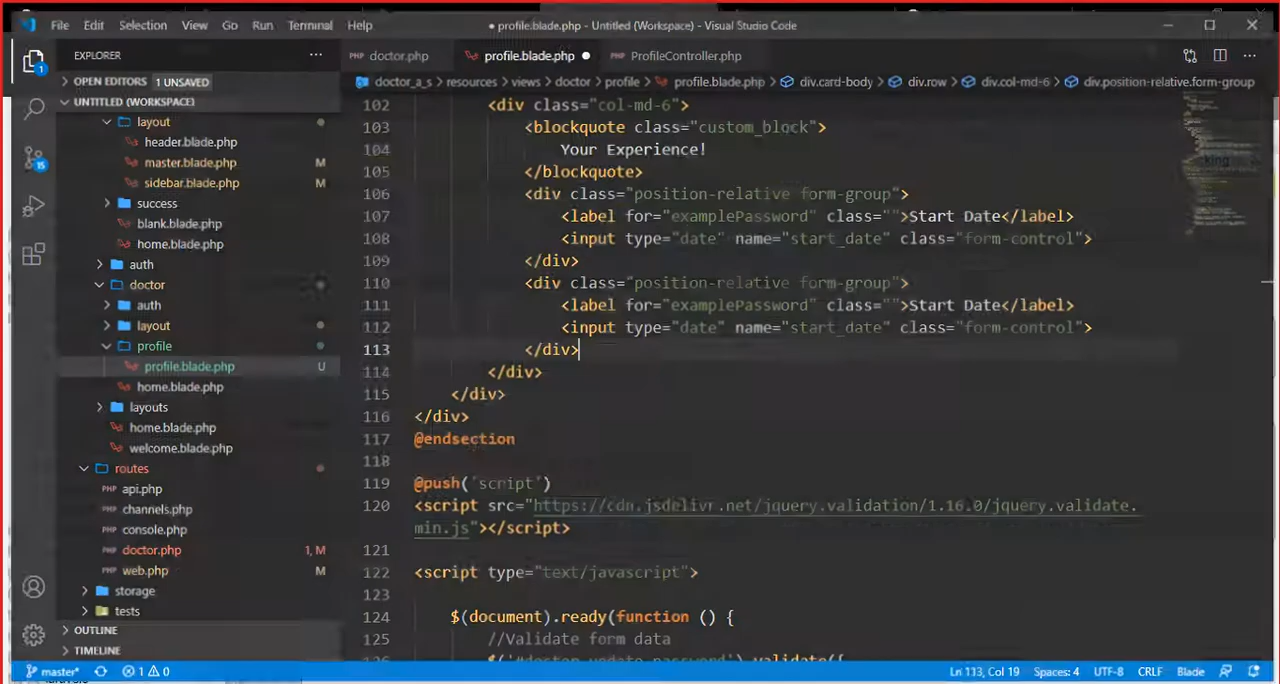 File Edit Selection View Go Run Terminal Help
● profile.blade.php - Untitled (Workspace) - Visual Studio Code
EXPLORER
OPEN EDITORS 1 UNSAVED
UNTITLED (WORKSPACE)
layout
header.blade.php
master.blade.php M
sidebar.blade.php M
success
blank.blade.php
home.blade.php
auth
doctor
auth
layout
profile
profile.blade.php U
home.blade.php
layouts
home.blade.php
welcome.blade.php
routes
api.php
channels.php
console.php
doctor.php 1, M
web.php M
storage
tests
OUTLINE
TIMELINE
doctor.php profile.blade.php ● ProfileController.php
doctor_a_s > resources > views > doctor > profile > profile.blade.php > div.card-body > div.row > div.col-md-6 > div.position-relative.form-group
102 <div class="col-md-6">
103 <blockquote class="custom_block">
104 Your Experience!
105 </blockquote>
106 <div class="position-relative form-group">
107 <label for="examplePassword" class="">Start Date</label>
108 <input type="date" name="start_date" class="form-control">
109 </div>
110 <div class="position-relative form-group">
111 <label for="examplePassword" class="">Start Date</label>
112 <input type="date" name="start_date" class="form-control">
113 </div>
114 </div>
115 </div>
116 </div>
117 @endsection
118
119 @push('script')
120 <script src="https://cdn.jsdelivr.net/jquery.validation/1.16.0/jquery.validate.
min.js"></script>
121
122 <script type="text/javascript">
123
124 $(document).ready(function () {
125 //Validate form data
master* 1 0 Ln 113, Col 19 Spaces: 4 UTF-8 CRLF Blade